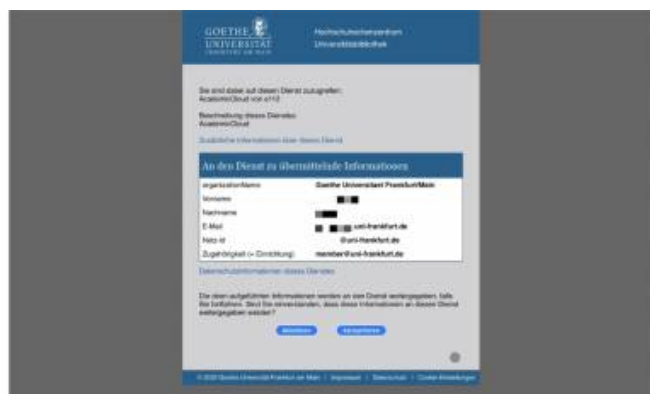 GOETHE
UNIVERSITÄT
FRANKFURT AM MAIN
Hochschulrechenzentrum
Universitätsbibliothek
Sie sind dabei auf diesen Dienst zuzugreifen:
AcademicCloud von
Beschreibung dieses Dienstes:
AcademicCloud
Zusätzliche Informationen über diesen Dienst
An den Dienst zu übermittelnde Informationen
organizationName Goethe Universität Frankfurt/Main
Vorname
Nachname
E-Mail uni-frankfurt.de
Netz-Id @uni-frankfurt.de
Zugehörigkeit (+ Einrichtung) member@uni-frankfurt.de
Datenschutzinformationen dieses Dienstes
Die oben aufgeführten Informationen werden an den Dienst weitergegeben, falls
Sie fortfahren. Sind Sie einverstanden, dass diese Informationen an diesen Dienst
weitergegeben werden?
Ablehnen Akzeptieren
Goethe-Universität Frankfurt am Main | Impressum | Datenschutz | Cookie-Einstellungen